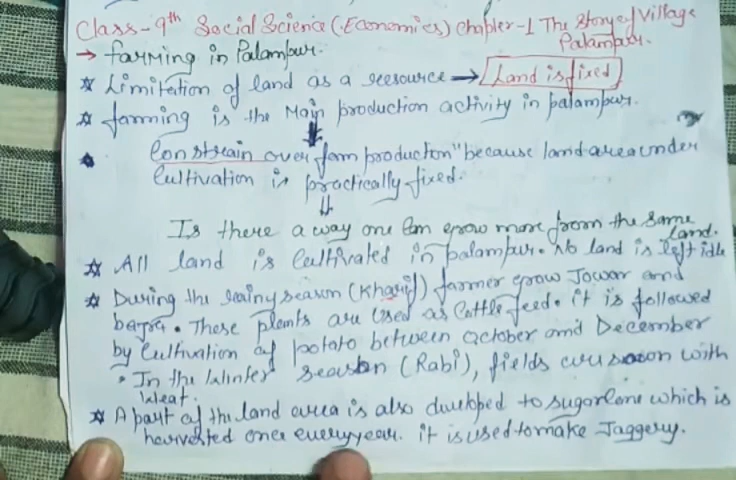 Class-9th Social Science (Economics) Chapter-1 The Story of Village
Palampur.
→ farming in Palampur.
☆ Limitation of land as a resource → Land is fixed
☆ farming is the Main production activity in palampur.
Constrain over fam production" because land area under
Cultivation is practically fixed.
Is there a way one Can grow more from the same
land.
☆ All land is Cultivated in palampur. No land is left idle
☆ During the rainy season (Kharif) farmer grow Jowar and
bajra. These plants are Used as Cattle feed. it is followed
by Cultivation of potato between October and December
• In the Winter season (Rabi), fields are sown with
Weat.
☆ A part of the land area is also devloped to sugarcane which is
harvested once every year. it is used to make Jaggery.